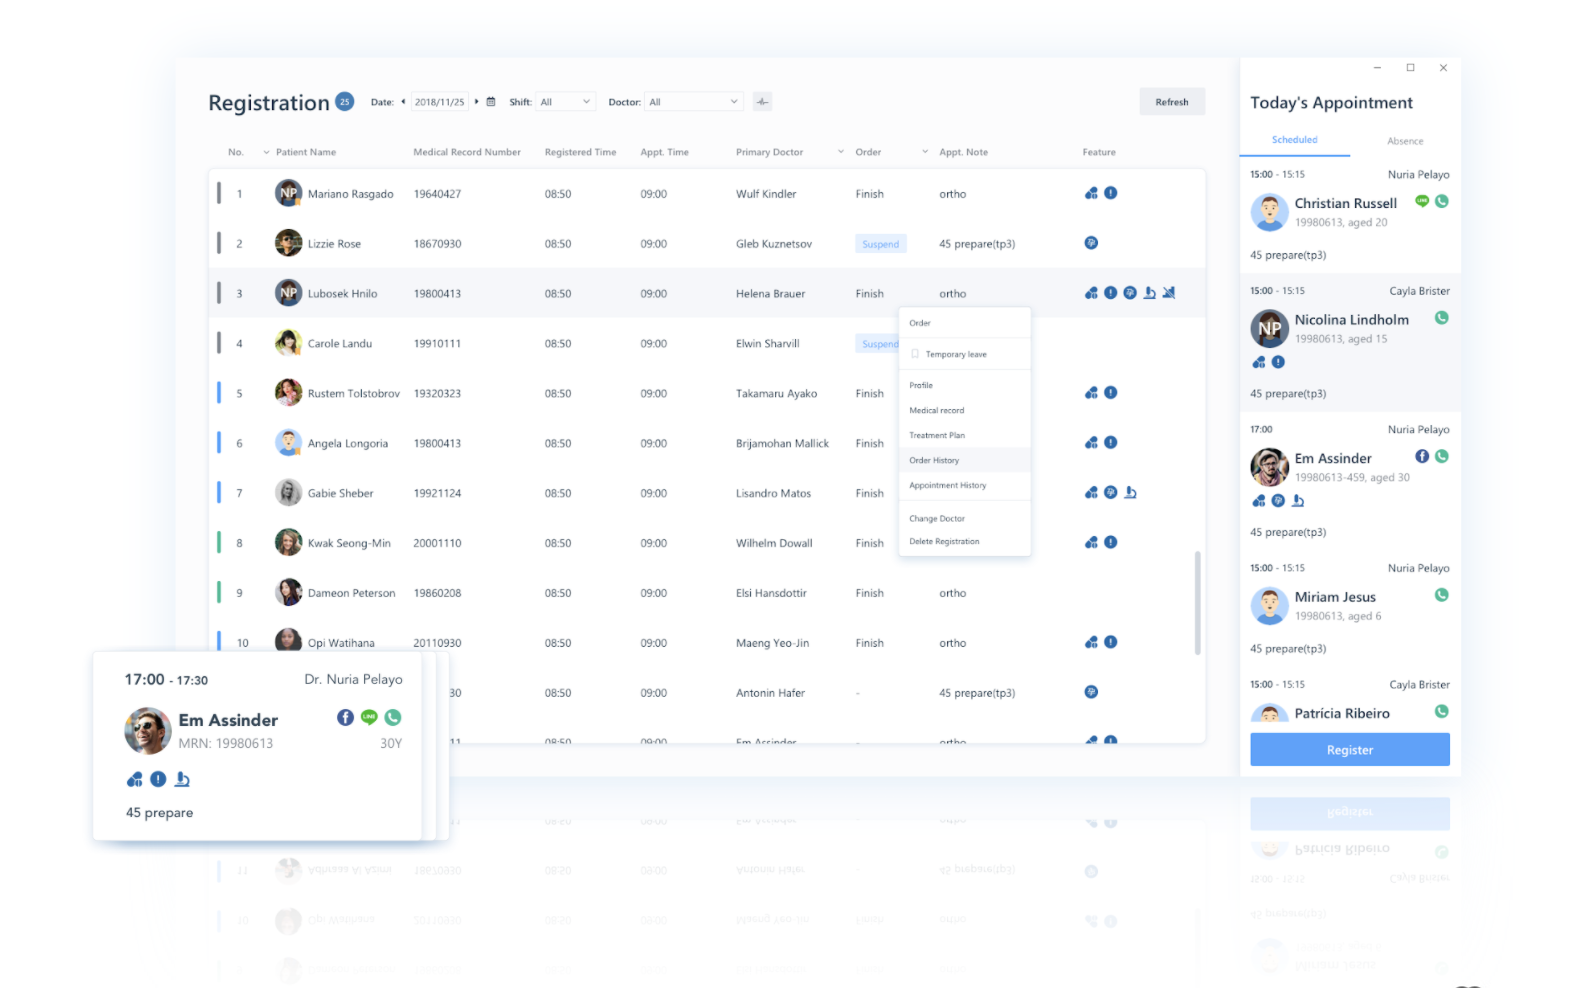 Registration 25 Date: 2018/11/25 Shift: All Doctor: All Refresh
No. Patient Name Medical Record Number Registered Time Appt. Time Primary Doctor Order Appt. Note Feature
1 NP Mariano Rasgado 19640427 08:50 09:00 Wulf Kindler Finish ortho
2 Lizzie Rose 18670930 08:50 09:00 Gleb Kuznetsov Suspend 45 prepare(tp3)
3 NP Lubosek Hnilo 19800413 08:50 09:00 Helena Brauer Finish ortho
4 Carole Landu 19910111 08:50 09:00 Elwin Sharvill Suspend
5 Rustem Tolstobrov 19320323 08:50 09:00 Takamaru Ayako Finish
6 Angela Longoria 19800413 08:50 09:00 Brijamohan Mallick Finish
7 Gabie Sheber 19921124 08:50 09:00 Lisandro Matos Finish
8 Kwak Seong-Min 20001110 08:50 09:00 Wilhelm Dowall Finish
9 Dameon Peterson 19860208 08:50 09:00 Elsi Hansdottir Finish ortho
10 Opi Watihana 20110930 08:50 09:00 Maeng Yeo-Jin Finish ortho
30 08:50 09:00 Antonin Hafer - 45 prepare(tp3)
11 08:50 09:00 Em Assinder - ortho
Order
Temporary leave
Profile
Medical record
Treatment Plan
Order History
Appointment History
Change Doctor
Delete Registration
Today's Appointment
Scheduled Absence
15:00 - 15:15 Nuria Pelayo
Christian Russell LINE
19980613, aged 20
45 prepare(tp3)
15:00 - 15:15 Cayla Brister
NP Nicolina Lindholm
19980613, aged 15
45 prepare(tp3)
17:00 Nuria Pelayo
Em Assinder
19980613-459, aged 30
45 prepare(tp3)
15:00 - 15:15 Nuria Pelayo
Miriam Jesus
19980613, aged 6
45 prepare(tp3)
15:00 - 15:15 Cayla Brister
Patrícia Ribeiro
Register
17:00 - 17:30 Dr. Nuria Pelayo
Em Assinder LINE
MRN: 19980613 30Y
45 prepare